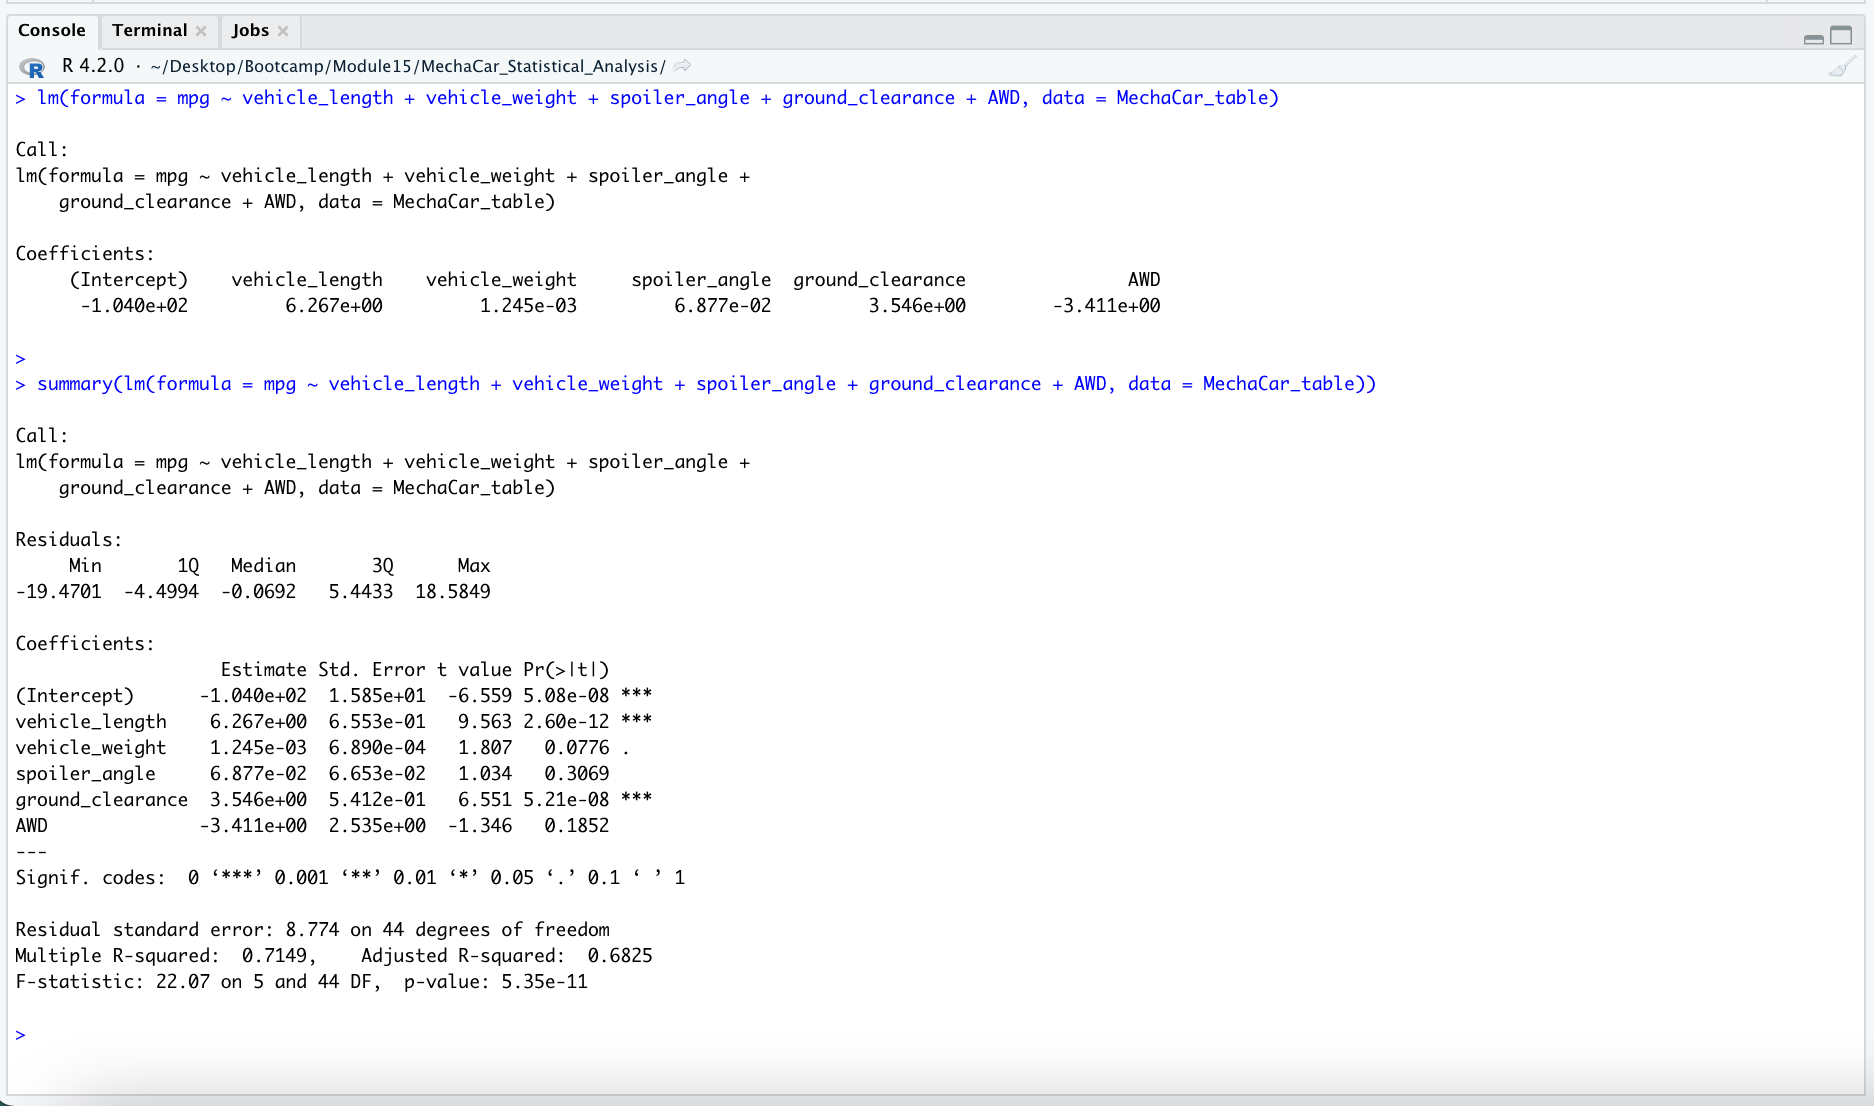 Console Terminal Jobs
R R 4.2.0 · ~/Desktop/Bootcamp/Module15/MechaCar_Statistical_Analysis/
> lm(formula = mpg ~ vehicle_length + vehicle_weight + spoiler_angle + ground_clearance + AWD, data = MechaCar_table)
Call:
lm(formula = mpg ~ vehicle_length + vehicle_weight + spoiler_angle +
    ground_clearance + AWD, data = MechaCar_table)
Coefficients:
     (Intercept)    vehicle_length    vehicle_weight     spoiler_angle  ground_clearance               AWD
      -1.040e+02         6.267e+00         1.245e-03         6.877e-02         3.546e+00        -3.411e+00
>
> summary(lm(formula = mpg ~ vehicle_length + vehicle_weight + spoiler_angle + ground_clearance + AWD, data = MechaCar_table))
Call:
lm(formula = mpg ~ vehicle_length + vehicle_weight + spoiler_angle +
    ground_clearance + AWD, data = MechaCar_table)
Residuals:
     Min       1Q   Median       3Q      Max
-19.4701  -4.4994  -0.0692   5.4433  18.5849
Coefficients:
                   Estimate Std. Error t value Pr(>|t|)
(Intercept)      -1.040e+02  1.585e+01  -6.559 5.08e-08 ***
vehicle_length    6.267e+00  6.553e-01   9.563 2.60e-12 ***
vehicle_weight    1.245e-03  6.890e-04   1.807   0.0776 .
spoiler_angle     6.877e-02  6.653e-02   1.034   0.3069
ground_clearance  3.546e+00  5.412e-01   6.551 5.21e-08 ***
AWD              -3.411e+00  2.535e+00  -1.346   0.1852
---
Signif. codes:  0 ‘***’ 0.001 ‘**’ 0.01 ‘*’ 0.05 ‘.’ 0.1 ‘ ’ 1
Residual standard error: 8.774 on 44 degrees of freedom
Multiple R-squared:  0.7149,    Adjusted R-squared:  0.6825
F-statistic: 22.07 on 5 and 44 DF,  p-value: 5.35e-11
>